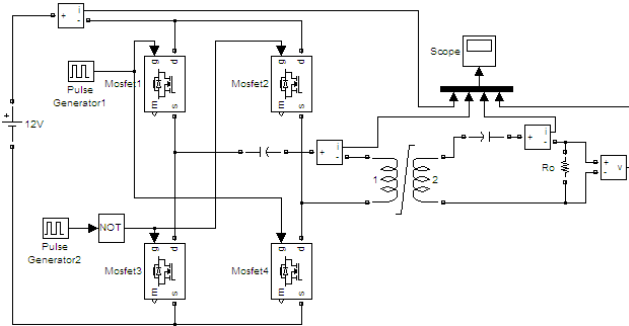 +
i
-
Scope
g
d
g
d
Pulse
Generator1
Mosfet1
Mosfet2
m
s
m
s
+
12V
+
i
-
+
i
-
1
2
Ro
+
-
v
NOT
Pulse
Generator2
g
d
g
d
Mosfet3
Mosfet4
m
s
m
s